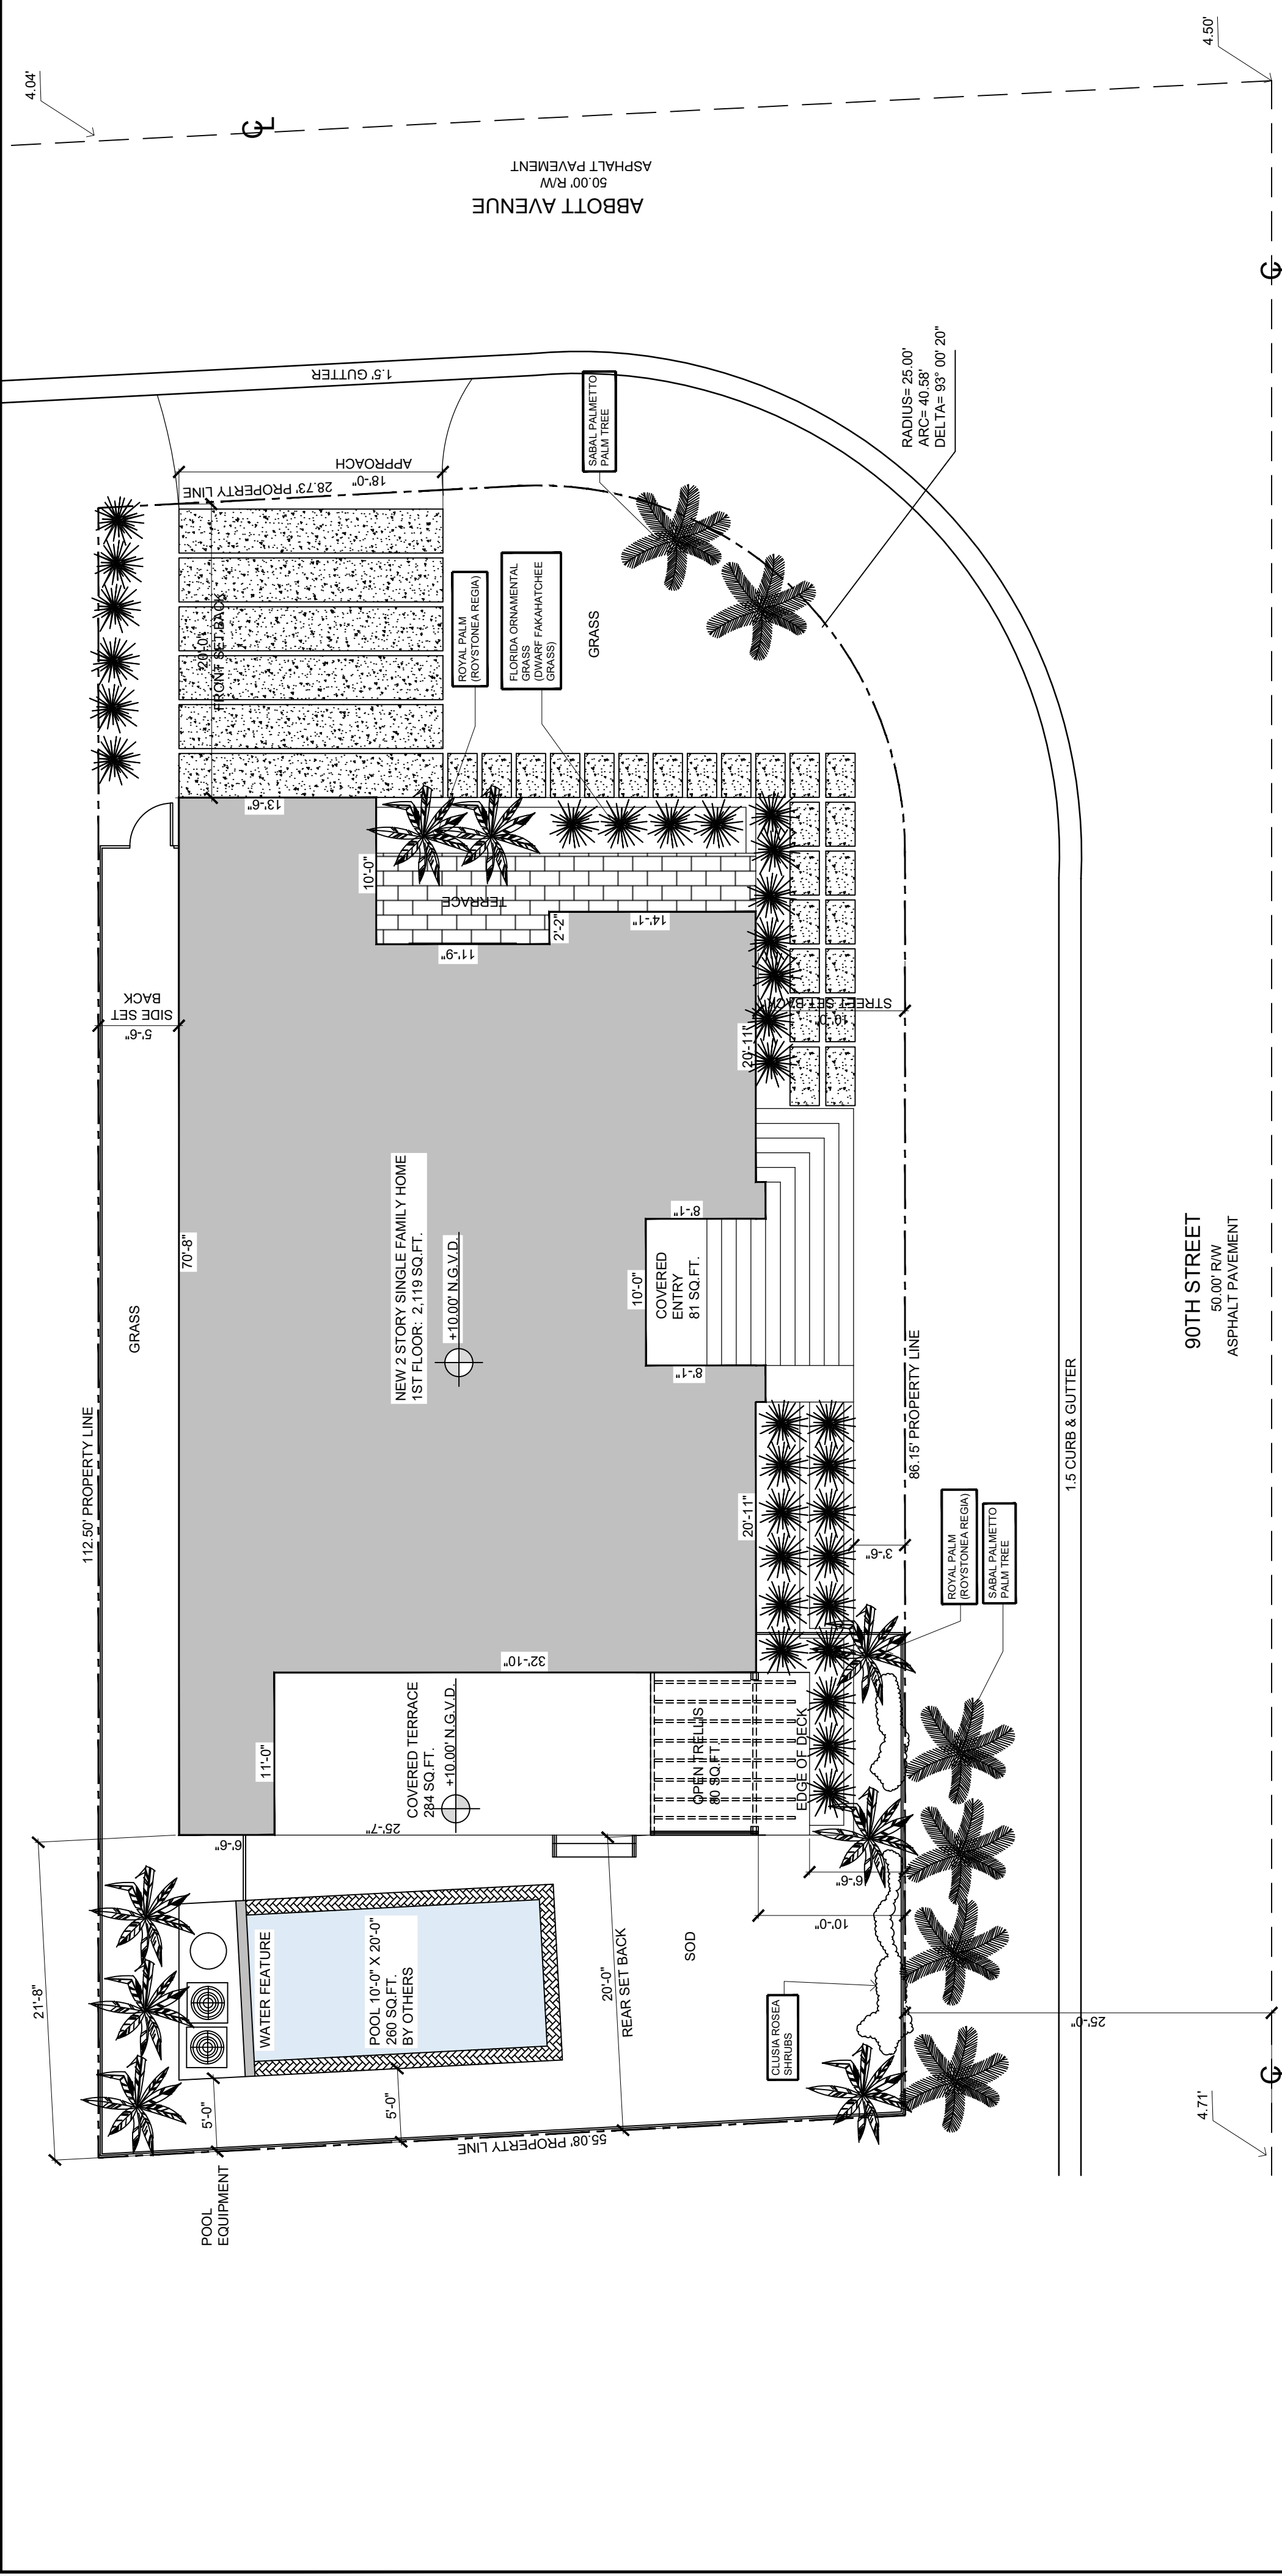 4.04'
4.50'
C
L
ASPHALT PAVEMENT
50.00' R/W
ABBOTT AVENUE
C
1.5' GUTTER
SABAL PALMETTO
PALM TREE
RADIUS= 25.00'
ARC= 40.58'
DELTA= 93° 00' 20"
APPROACH
18'-0"
28.73' PROPERTY LINE
20'-0"
FRONT SET BACK
ROYAL PALM
(ROYSTONEA REGIA)
FLORIDA ORNAMENTAL
GRASS
(DWARF FAKAHATCHEE
GRASS)
GRASS
13'-6"
10'-0"
TERRACE
11'-9"
2'-2"
14'-1"
SIDE SET
BACK
5'-6"
STREET SET BACK
10'-0"
20'-11"
70'-8"
GRASS
112.50' PROPERTY LINE
NEW 2 STORY SINGLE FAMILY HOME
1ST FLOOR: 2,119 SQ.FT.
+10.00' N.G.V.D.
8'-1"
10'-0"
COVERED
ENTRY
81 SQ.FT.
8'-1"
90TH STREET
50.00' R/W
ASPHALT PAVEMENT
86.15' PROPERTY LINE
1.5 CURB & GUTTER
20'-11"
3'-6"
ROYAL PALM
(ROYSTONEA REGIA)
SABAL PALMETTO
PALM TREE
32'-10"
11'-0"
COVERED TERRACE
284 SQ.FT.
+10.00' N.G.V.D.
25'-7"
OPEN TRELLIS
80 SQ.FT.
EDGE OF DECK
6'-6"
6'-6"
10'-0"
21'-8"
WATER FEATURE
POOL 10'-0" X 20'-0"
260 SQ.FT.
BY OTHERS
20'-0"
REAR SET BACK
SOD
CLUSIA ROSEA
SHRUBS
25'-0"
5'-0"
5'-0"
55.08' PROPERTY LINE
POOL
EQUIPMENT
4.71'
C